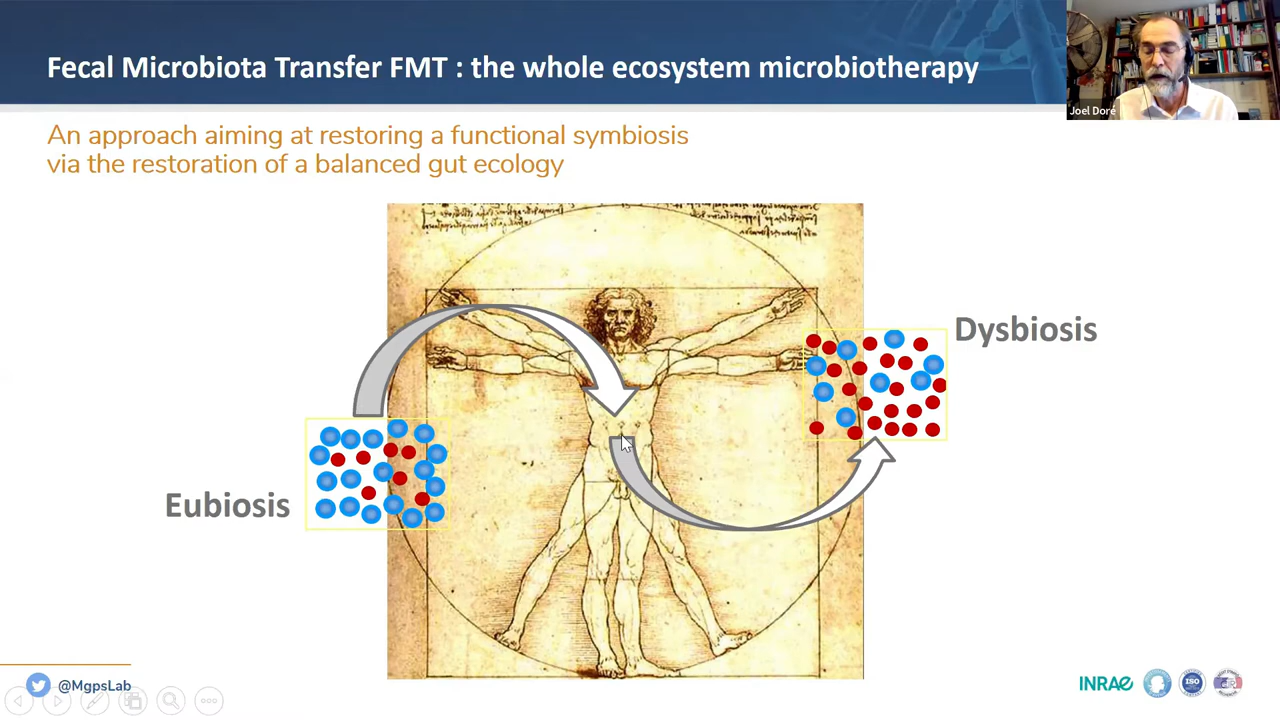 Fecal Microbiota Transfer FMT : the whole ecosystem microbiotherapy
Joel Doré
An approach aiming at restoring a functional symbiosis
via the restoration of a balanced gut ecology
Dysbiosis
Eubiosis
@MgpsLab
INRAE
ISO